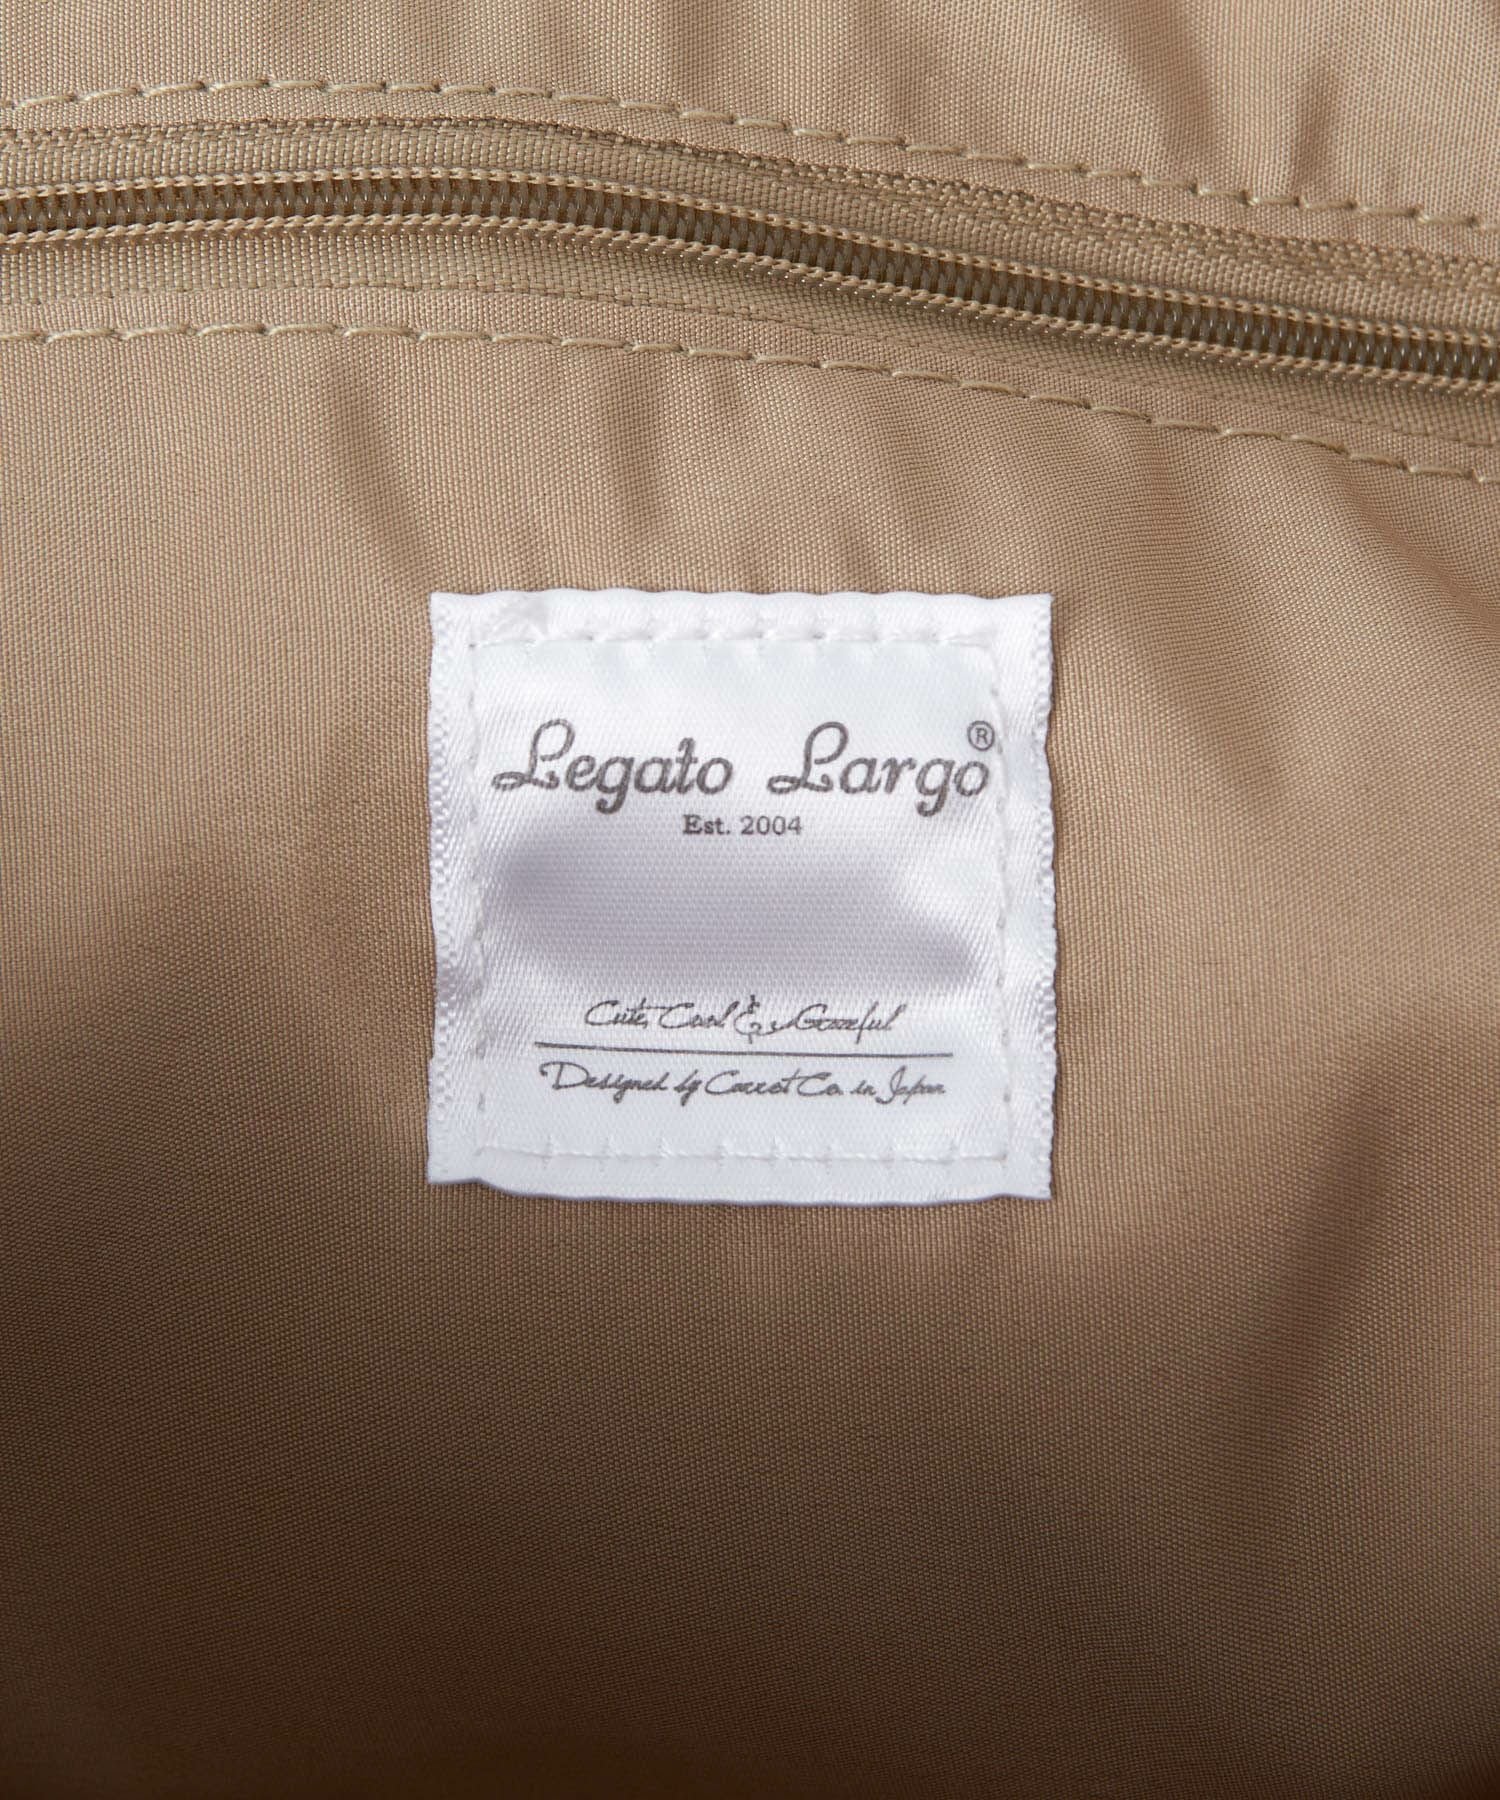 Legato Largo®
Est. 2004
Cute, Cool & Graceful
Designed by Carrot Co. in Japan